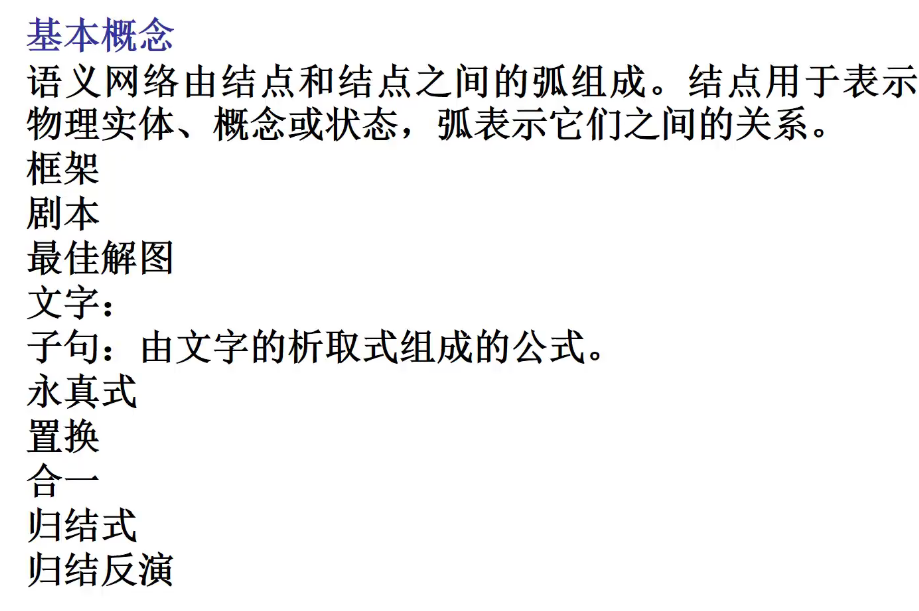 基本概念
语义网络由结点和结点之间的弧组成。结点用于表示
物理实体、概念或状态，弧表示它们之间的关系。
框架
剧本
最佳解图
文字：
子句：由文字的析取式组成的公式。
永真式
置换
合一
归结式
归结反演